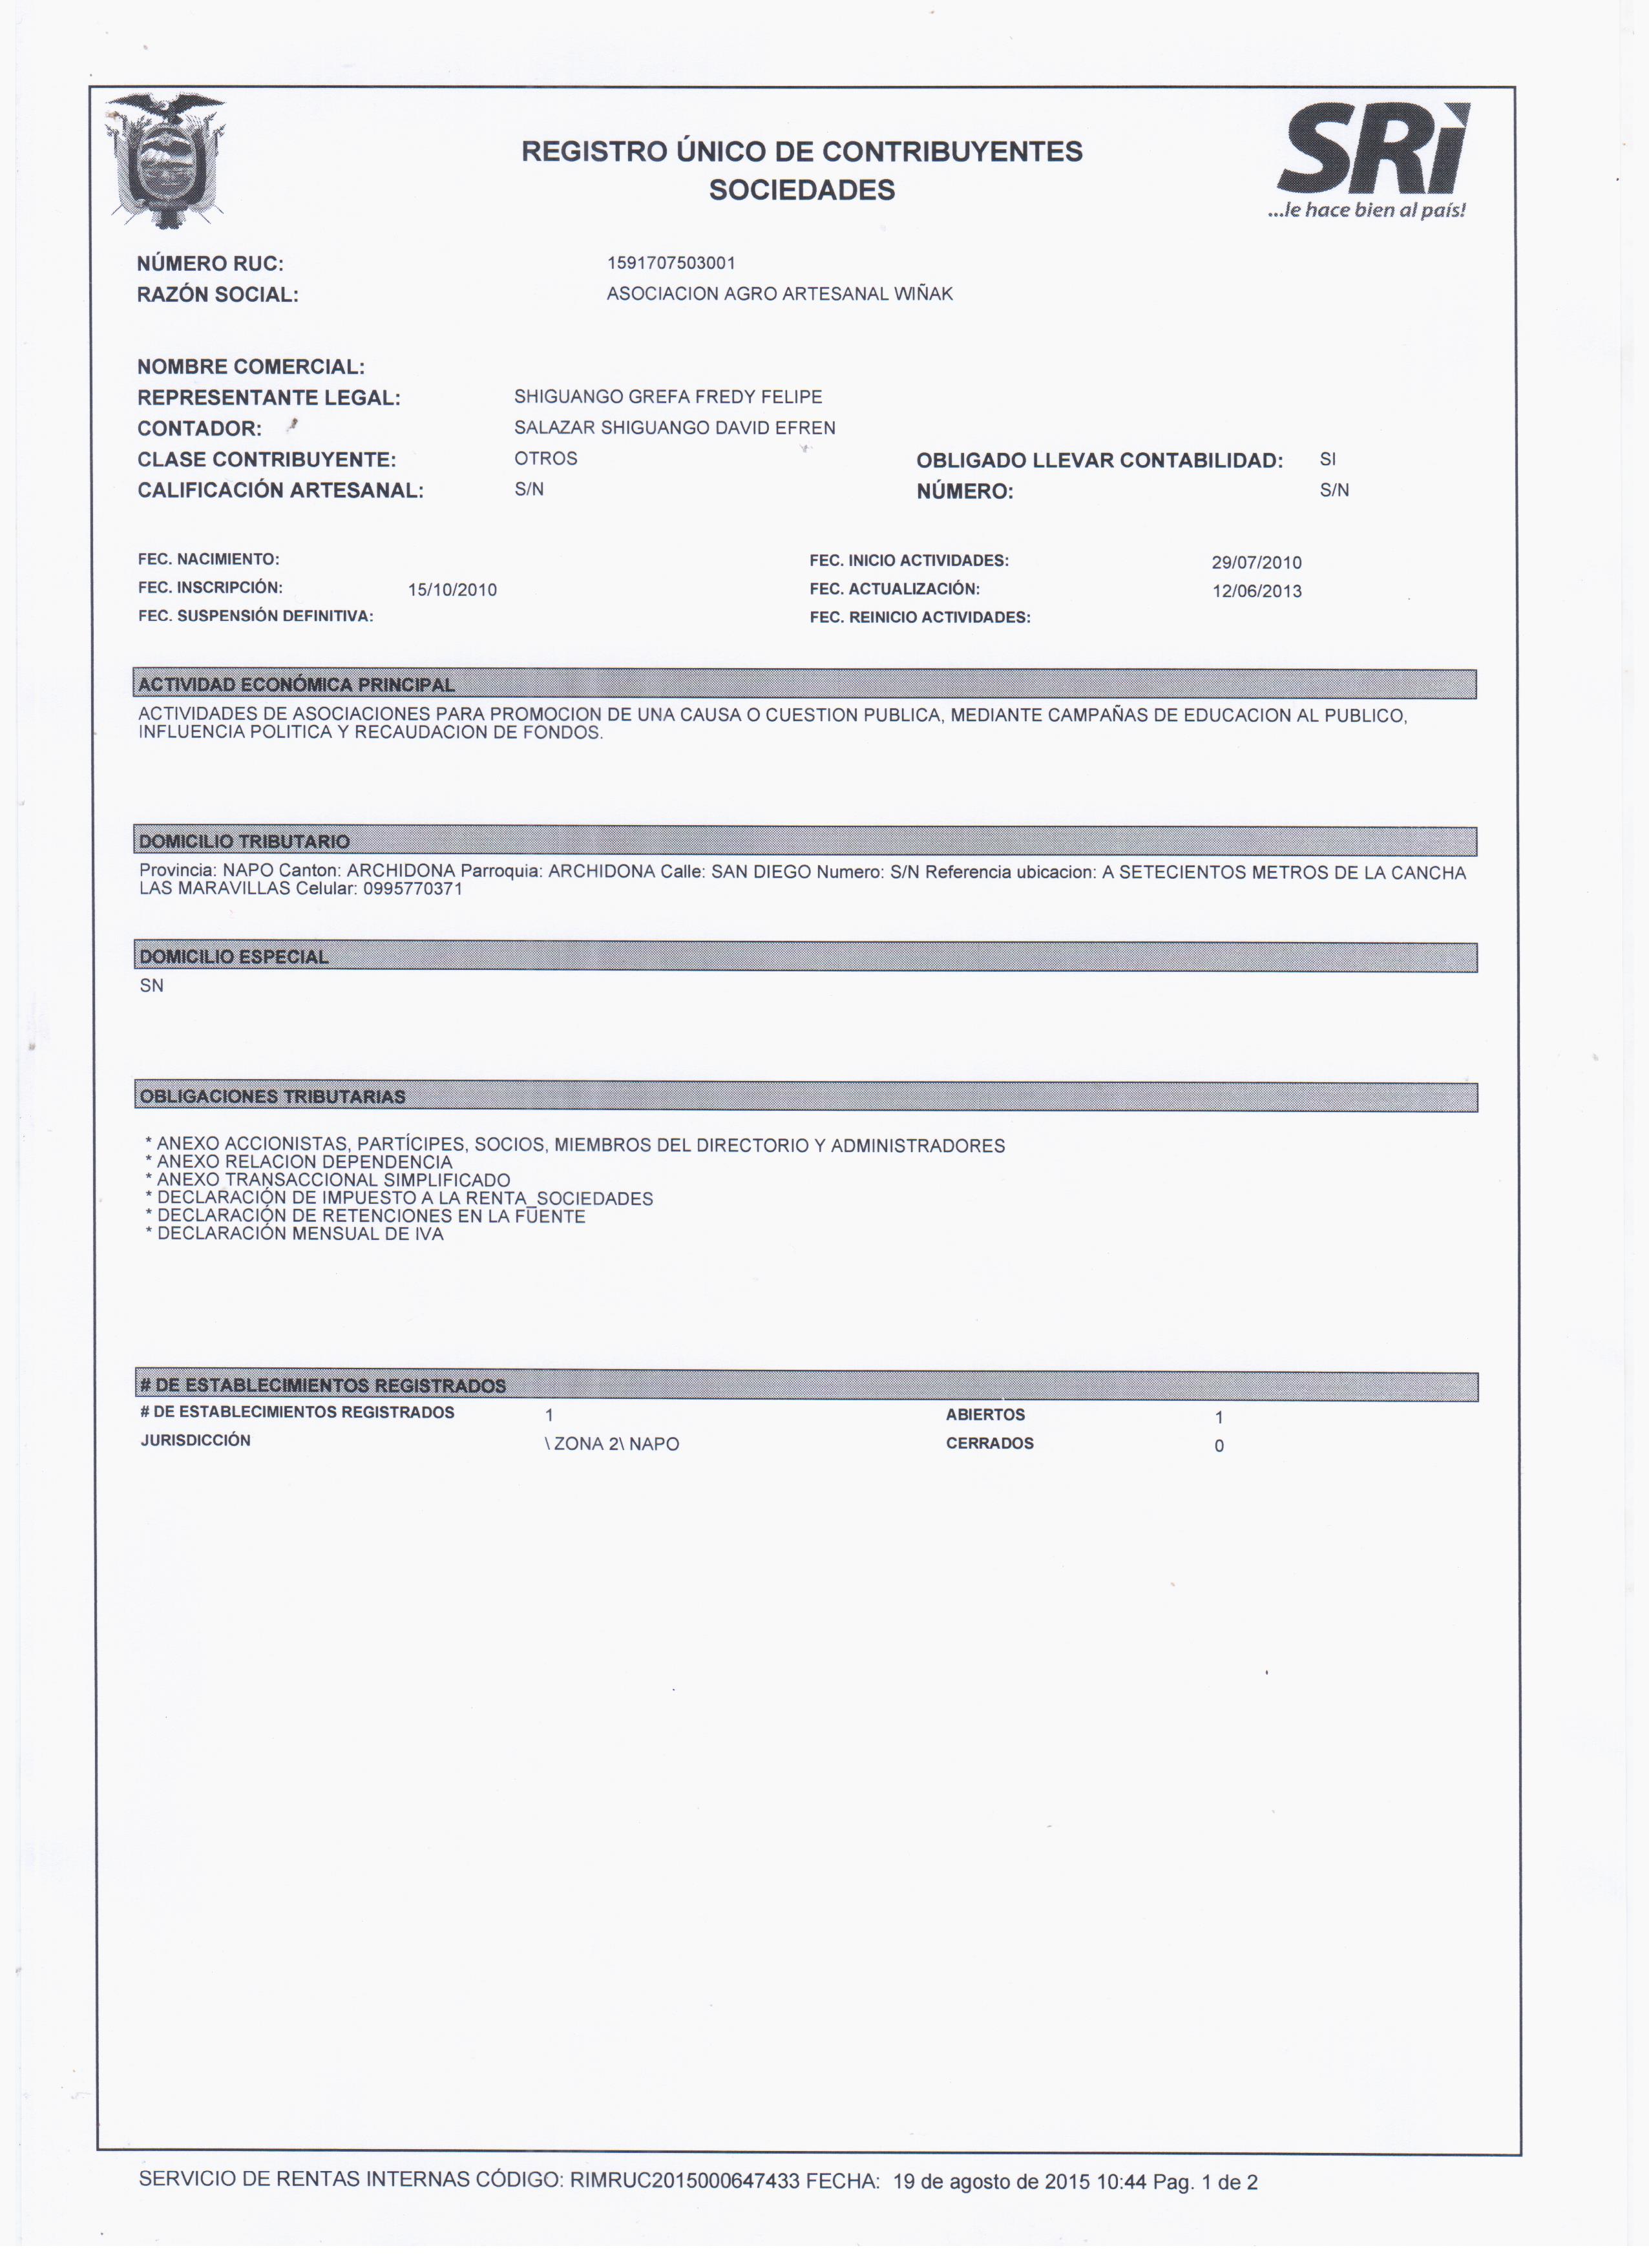 REGISTRO ÚNICO DE CONTRIBUYENTES
SOCIEDADES
SRi
...le hace bien al país!
NÚMERO RUC: 1591707503001
RAZÓN SOCIAL: ASOCIACION AGRO ARTESANAL WIÑAK
NOMBRE COMERCIAL:
REPRESENTANTE LEGAL: SHIGUANGO GREFA FREDY FELIPE
CONTADOR: SALAZAR SHIGUANGO DAVID EFREN
CLASE CONTRIBUYENTE: OTROS OBLIGADO LLEVAR CONTABILIDAD: SI
CALIFICACIÓN ARTESANAL: S/N NÚMERO: S/N
FEC. NACIMIENTO: FEC. INICIO ACTIVIDADES: 29/07/2010
FEC. INSCRIPCIÓN: 15/10/2010 FEC. ACTUALIZACIÓN: 12/06/2013
FEC. SUSPENSIÓN DEFINITIVA: FEC. REINICIO ACTIVIDADES:
ACTIVIDAD ECONÓMICA PRINCIPAL
ACTIVIDADES DE ASOCIACIONES PARA PROMOCION DE UNA CAUSA O CUESTION PUBLICA, MEDIANTE CAMPAÑAS DE EDUCACION AL PUBLICO,
INFLUENCIA POLITICA Y RECAUDACION DE FONDOS.
DOMICILIO TRIBUTARIO
Provincia: NAPO Canton: ARCHIDONA Parroquia: ARCHIDONA Calle: SAN DIEGO Numero: S/N Referencia ubicacion: A SETECIENTOS METROS DE LA CANCHA
LAS MARAVILLAS Celular: 0995770371
DOMICILIO ESPECIAL
SN
OBLIGACIONES TRIBUTARIAS
* ANEXO ACCIONISTAS, PARTÍCIPES, SOCIOS, MIEMBROS DEL DIRECTORIO Y ADMINISTRADORES
* ANEXO RELACION DEPENDENCIA
* ANEXO TRANSACCIONAL SIMPLIFICADO
* DECLARACIÓN DE IMPUESTO A LA RENTA_SOCIEDADES
* DECLARACIÓN DE RETENCIONES EN LA FUENTE
* DECLARACIÓN MENSUAL DE IVA
# DE ESTABLECIMIENTOS REGISTRADOS
# DE ESTABLECIMIENTOS REGISTRADOS 1 ABIERTOS 1
JURISDICCIÓN \ ZONA 2\ NAPO CERRADOS 0
SERVICIO DE RENTAS INTERNAS CÓDIGO: RIMRUC2015000647433 FECHA: 19 de agosto de 2015 10:44 Pag. 1 de 2